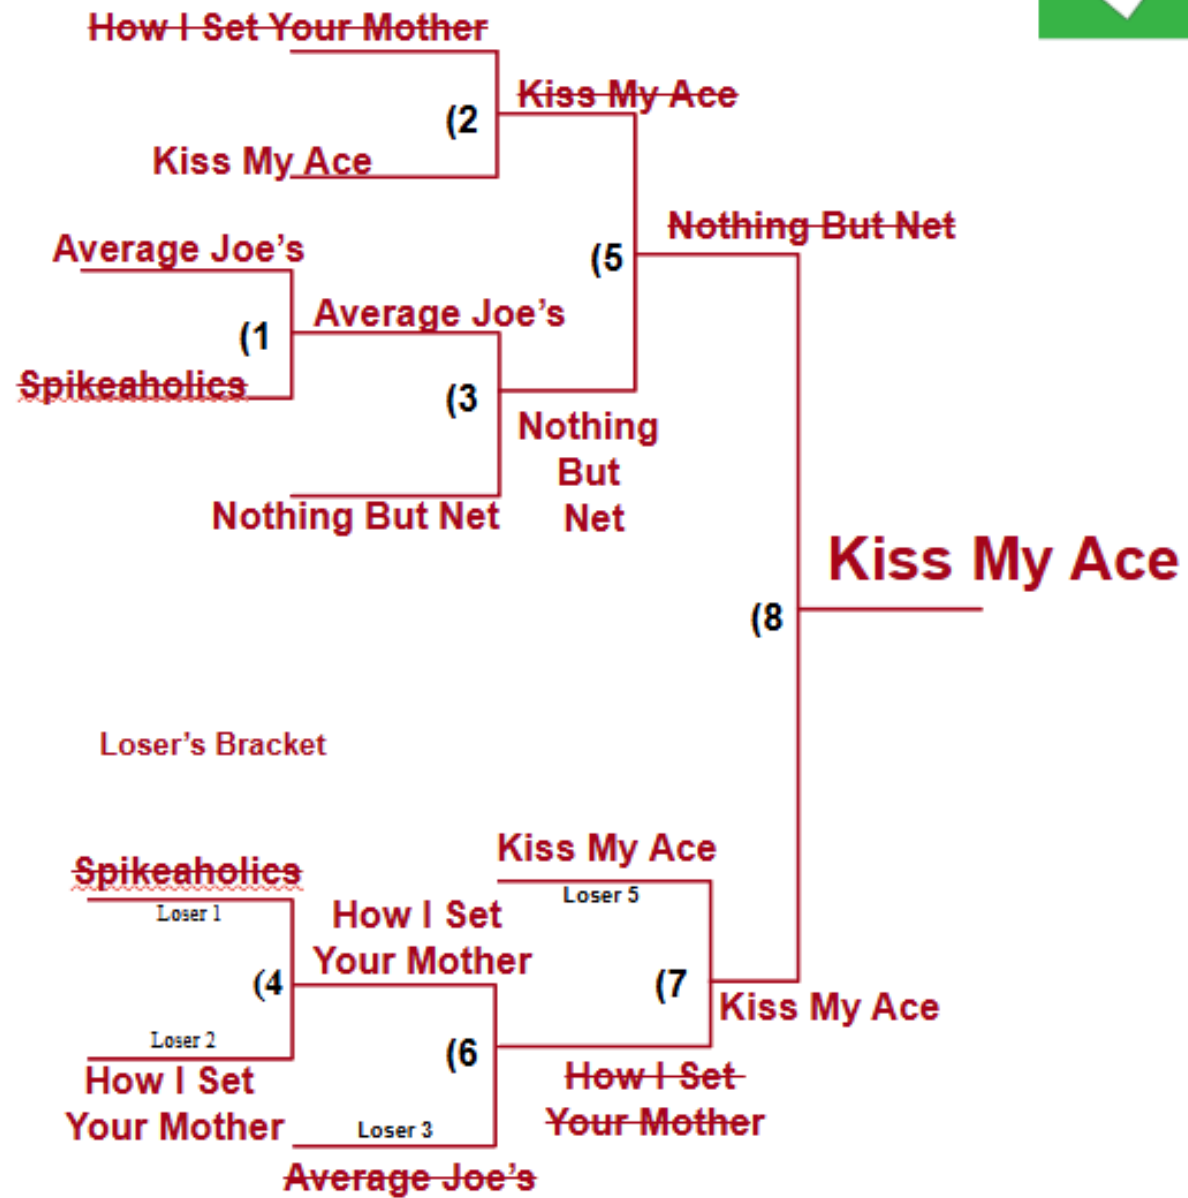 How I Set Your Mother
Kiss My Ace
(2
Kiss My Ace
Average Joe's
Nothing But Net
(5
Average Joe's
(1
Spikeaholics
(3
Nothing
But
Net
Nothing But Net
Kiss My Ace
(8
Loser's Bracket
Kiss My Ace
Spikeaholics
Loser 5
Loser 1
How I Set
Your Mother
(4
(7
Kiss My Ace
Loser 2
(6
How I Set
Your Mother
How I Set
Your Mother
Loser 3
Average Joe's